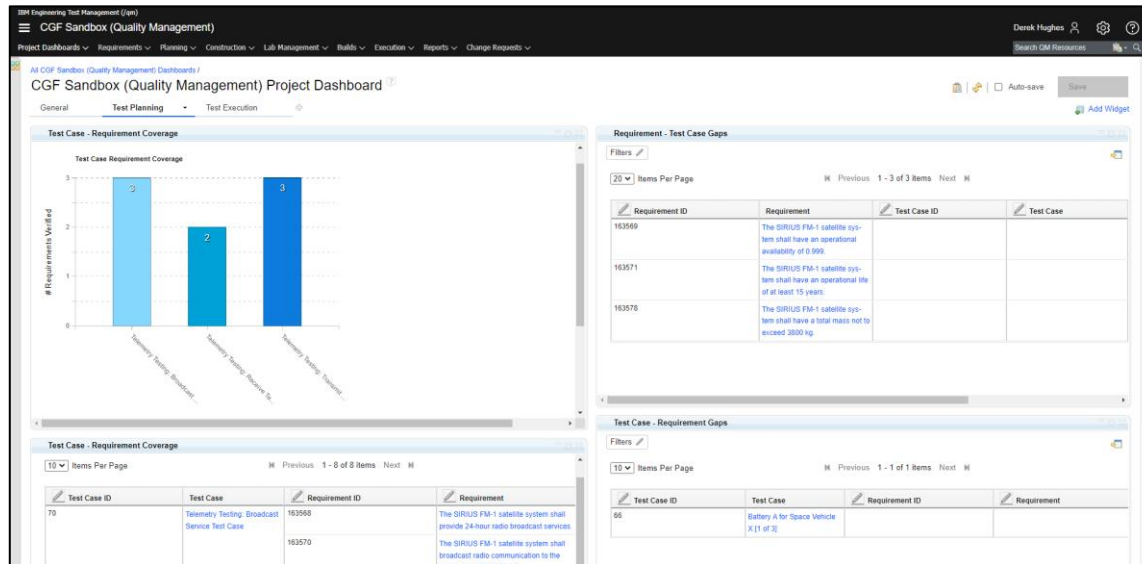 IBM Engineering Test Management (/qm)
CGF Sandbox (Quality Management)
Derek Hughes
Project Dashboards Requirements Planning Construction Lab Management Builds Execution Reports Change Requests
Search QM Resources
All CGF Sandbox (Quality Management) Dashboards /
CGF Sandbox (Quality Management) Project Dashboard
Auto-save Save
General Test Planning Test Execution
Add Widget
Test Case - Requirement Coverage
Test Case Requirement Coverage
# Requirements Verified
3
2
1
0
3
2
3
Telemetry Testing: Broadcast ...
Telemetry Testing: Receive Te...
Telemetry Testing: Transmit ...
Requirement - Test Case Gaps
Filters
20 Items Per Page Previous 1 - 3 of 3 items Next
Requirement ID Requirement Test Case ID Test Case
163569 The SIRIUS FM-1 satellite sys-
tem shall have an operational
availability of 0.999.
163571 The SIRIUS FM-1 satellite sys-
tem shall have an operational life
of at least 15 years.
163578 The SIRIUS FM-1 satellite sys-
tem shall have a total mass not to
exceed 3800 kg.
Test Case - Requirement Coverage
10 Items Per Page Previous 1 - 8 of 8 items Next
Test Case ID Test Case Requirement ID Requirement
70 Telemetry Testing: Broadcast 163568 The SIRIUS FM-1 satellite system shall
Service Test Case provide 24-hour radio broadcast services.
163570 The SIRIUS FM-1 satellite system shall
broadcast radio communication to the
Test Case - Requirement Gaps
Filters
10 Items Per Page Previous 1 - 1 of 1 items Next
Test Case ID Test Case Requirement ID Requirement
66 Battery A for Space Vehicle
X [1 of 3]